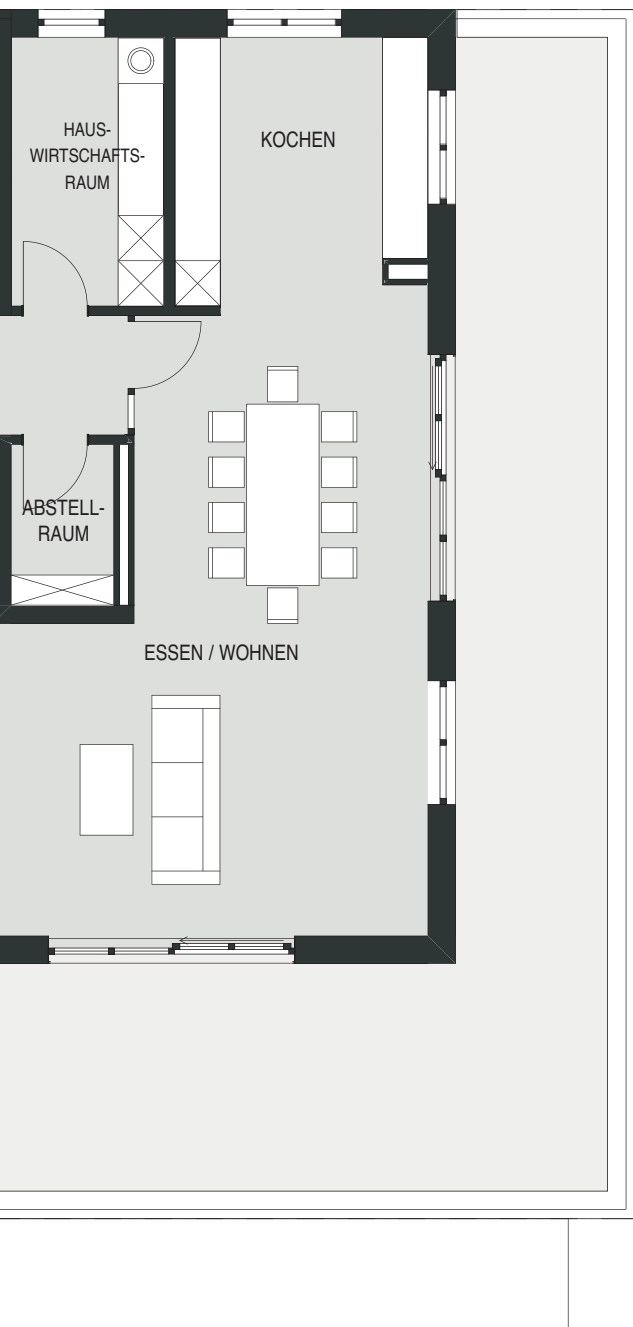 HAUS-
WIRTSCHAFTS-
RAUM
KOCHEN
ABSTELL-
RAUM
ESSEN / WOHNEN